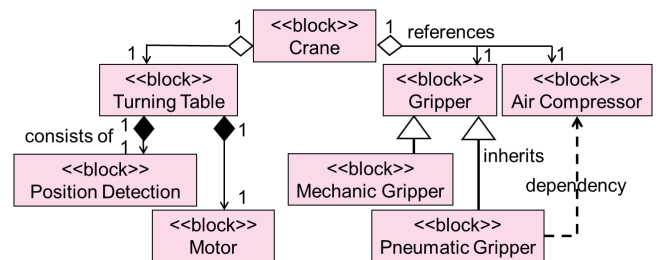 <<block>>
Crane
1
1
references
1
1
1
<<block>>
Turning Table
<<block>>
Gripper
<<block>>
Air Compressor
consists of
1
1
1
1
<<block>>
Position Detection
<<block>>
Motor
<<block>>
Mechanic Gripper
inherits
dependency
<<block>>
Pneumatic Gripper